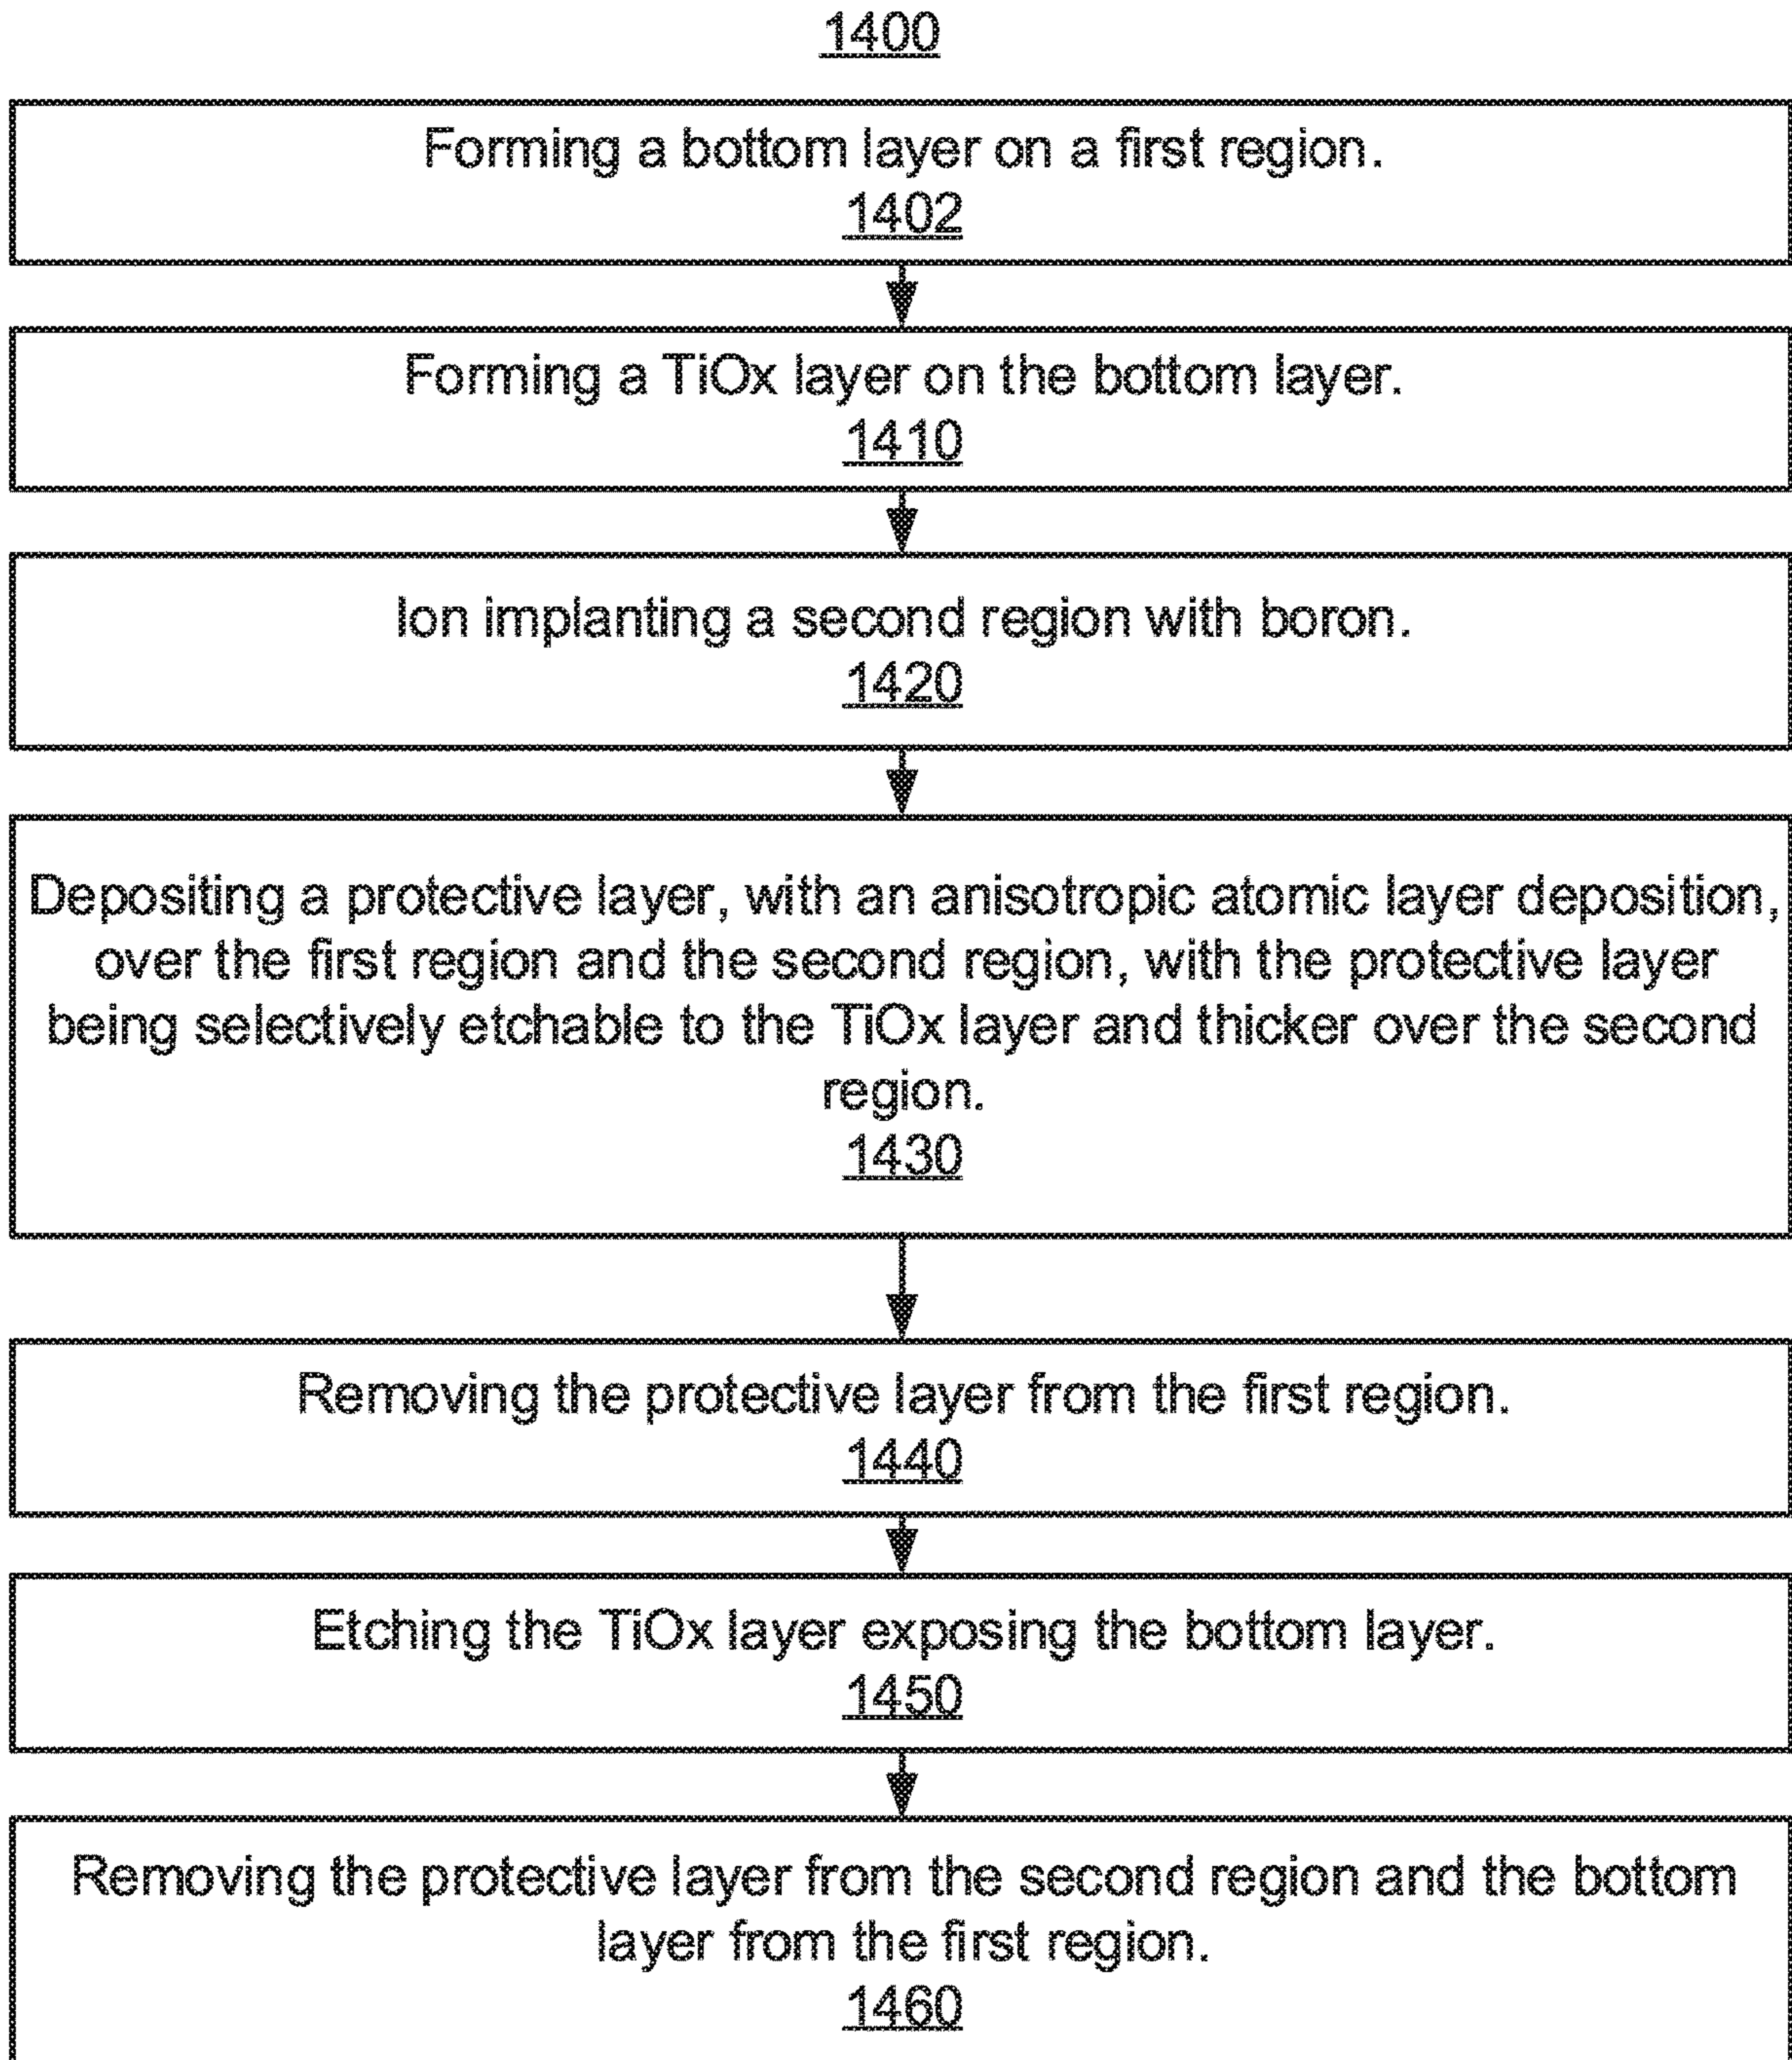 1400
Forming a bottom layer on a first region.
1402
Forming a TiOx layer on the bottom layer.
1410
Ion implanting a second region with boron.
1420
Depositing a protective layer, with an anisotropic atomic layer deposition,
over the first region and the second region, with the protective layer
being selectively etchable to the TiOx layer and thicker over the second
region.
1430
Removing the protective layer from the first region.
1440
Etching the TiOx layer exposing the bottom layer.
1450
Removing the protective layer from the second region and the bottom
layer from the first region.
1460